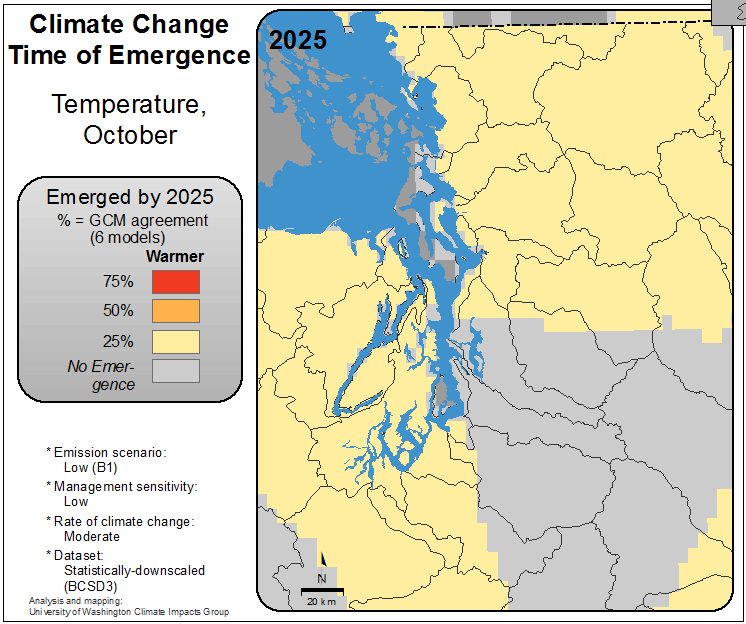 Climate Change
Time of Emergence
Temperature,
October
Emerged by 2025
% = GCM agreement
(6 models)
Warmer
75%
50%
25%
No Emer-
gence
* Emission scenario:
Low (B1)
* Management sensitivity:
Low
* Rate of climate change:
Moderate
* Dataset:
Statistically-downscaled
(BCSD3)
Analysis and mapping:
University of Washington Climate Impacts Group
2025
N
20 km